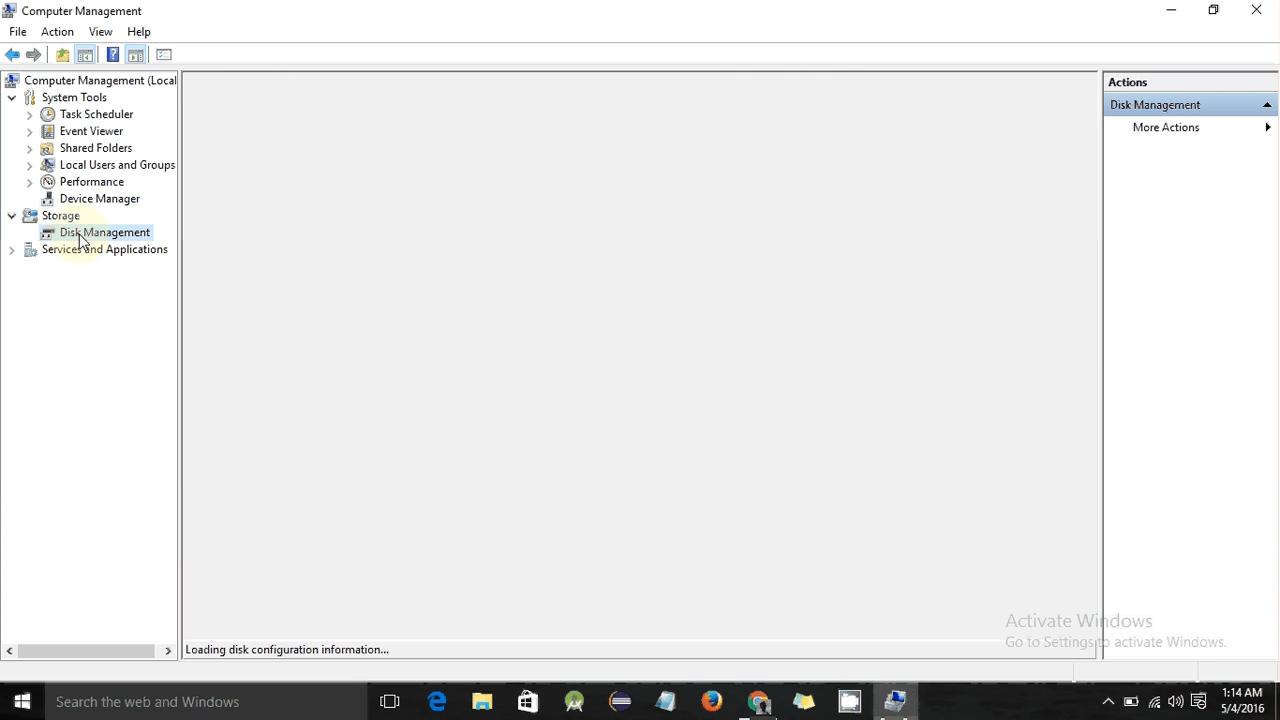 Computer Management
File Action View Help
Computer Management (Local
System Tools
Task Scheduler
Event Viewer
Shared Folders
Local Users and Groups
Performance
Device Manager
Storage
Disk Management
Services and Applications
Loading disk configuration information...
Actions
Disk Management
More Actions
Activate Windows
Go to Settings to activate Windows.
Search the web and Windows
1:14 AM
5/4/2016